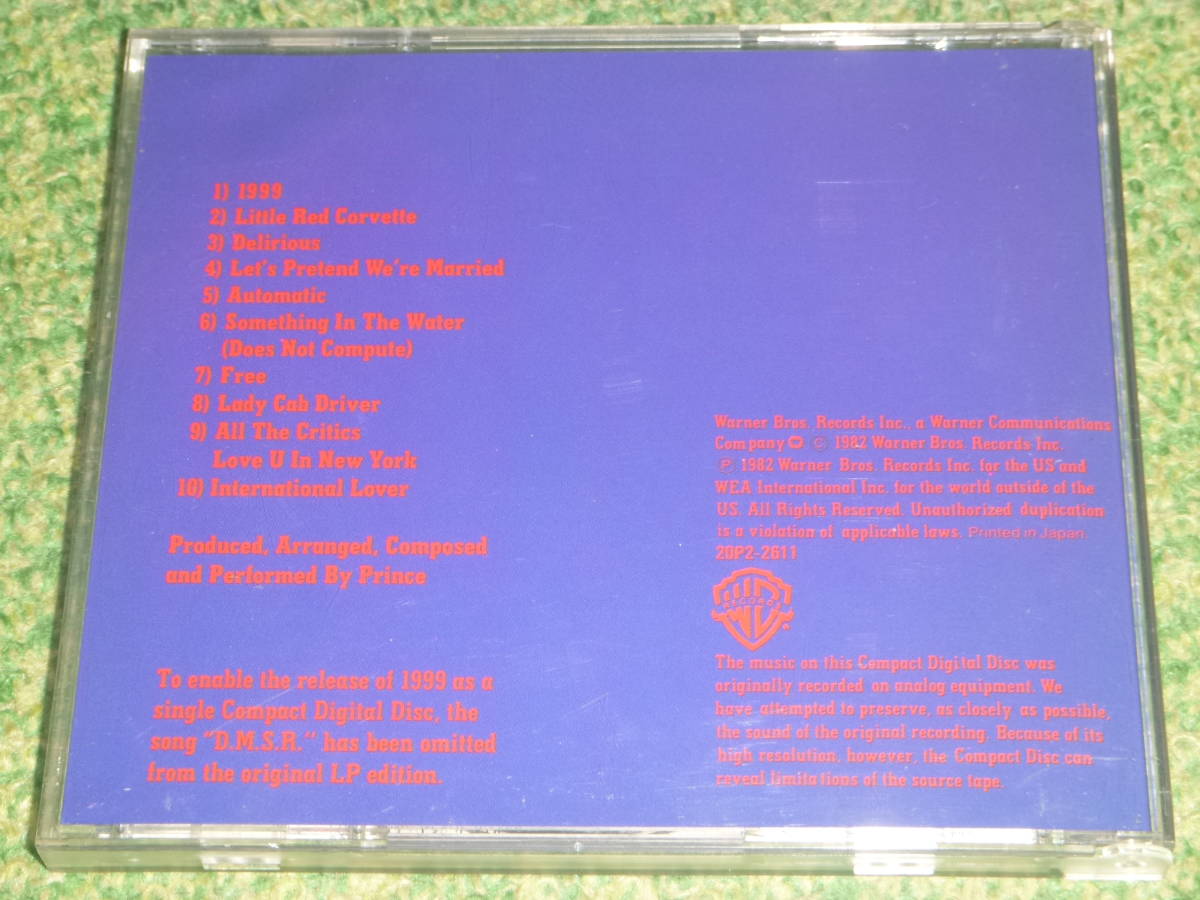 1) 1999
2) Little Red Corvette
3) Delirious
4) Let's Pretend We're Married
5) Automatic
6) Something In The Water
(Does Not Compute)
7) Free
8) Lady Cab Driver
9) All The Critics
Love U In New York
10) International Lover
Produced, Arranged, Composed
and Performed By Prince
To enable the release of 1999 as a
single Compact Digital Disc, the
song "D.M.S.R." has been omitted
from the original LP edition.
Warner Bros. Records Inc., a Warner Communications
Company © 1982 Warner Bros. Records Inc.
℗ 1982 Warner Bros. Records Inc. for the US and
WEA International Inc. for the world outside of the
US. All Rights Reserved. Unauthorized duplication
is a violation of applicable laws. Printed in Japan.
20P2-2611
RECORDS
®
The music on this Compact Digital Disc was
originally recorded on analog equipment. We
have attempted to preserve, as closely as possible,
the sound of the original recording. Because of its
high resolution, however, the Compact Disc can
reveal limitations of the source tape.